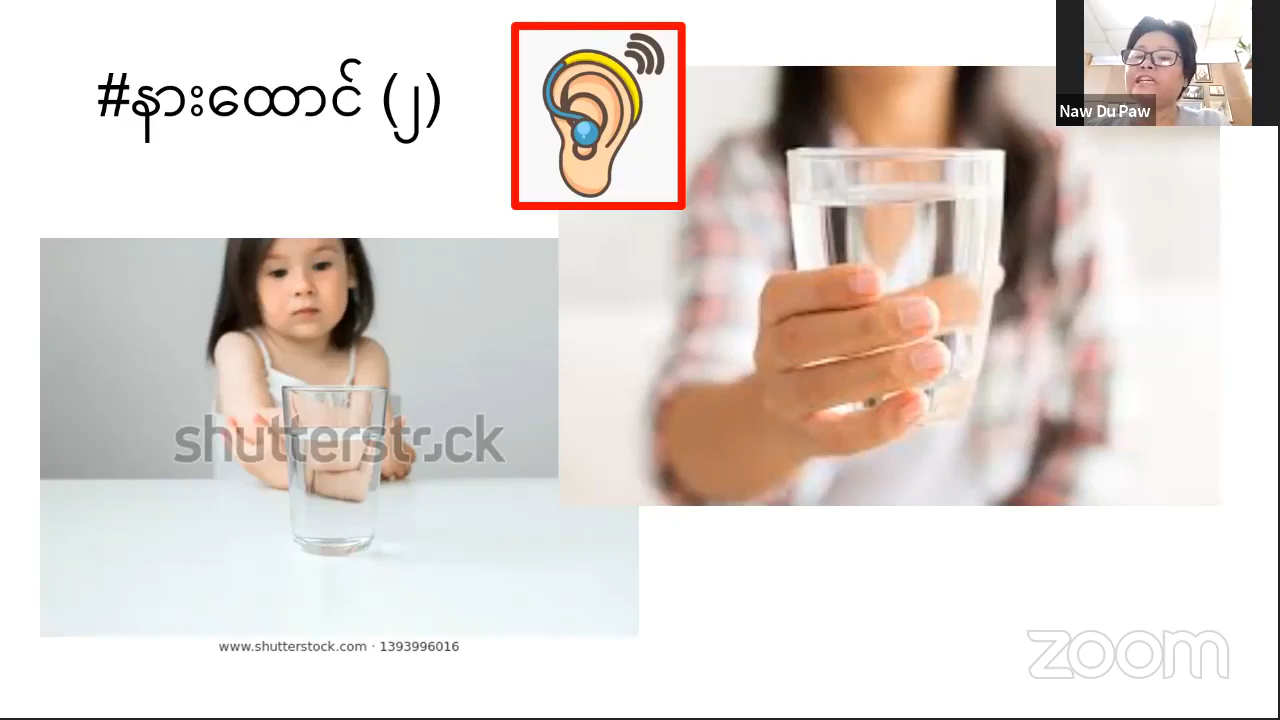 #နားထောင် (၂)
Naw Du Paw
shutterstock
www.shutterstock.com · 1393996016
zoom